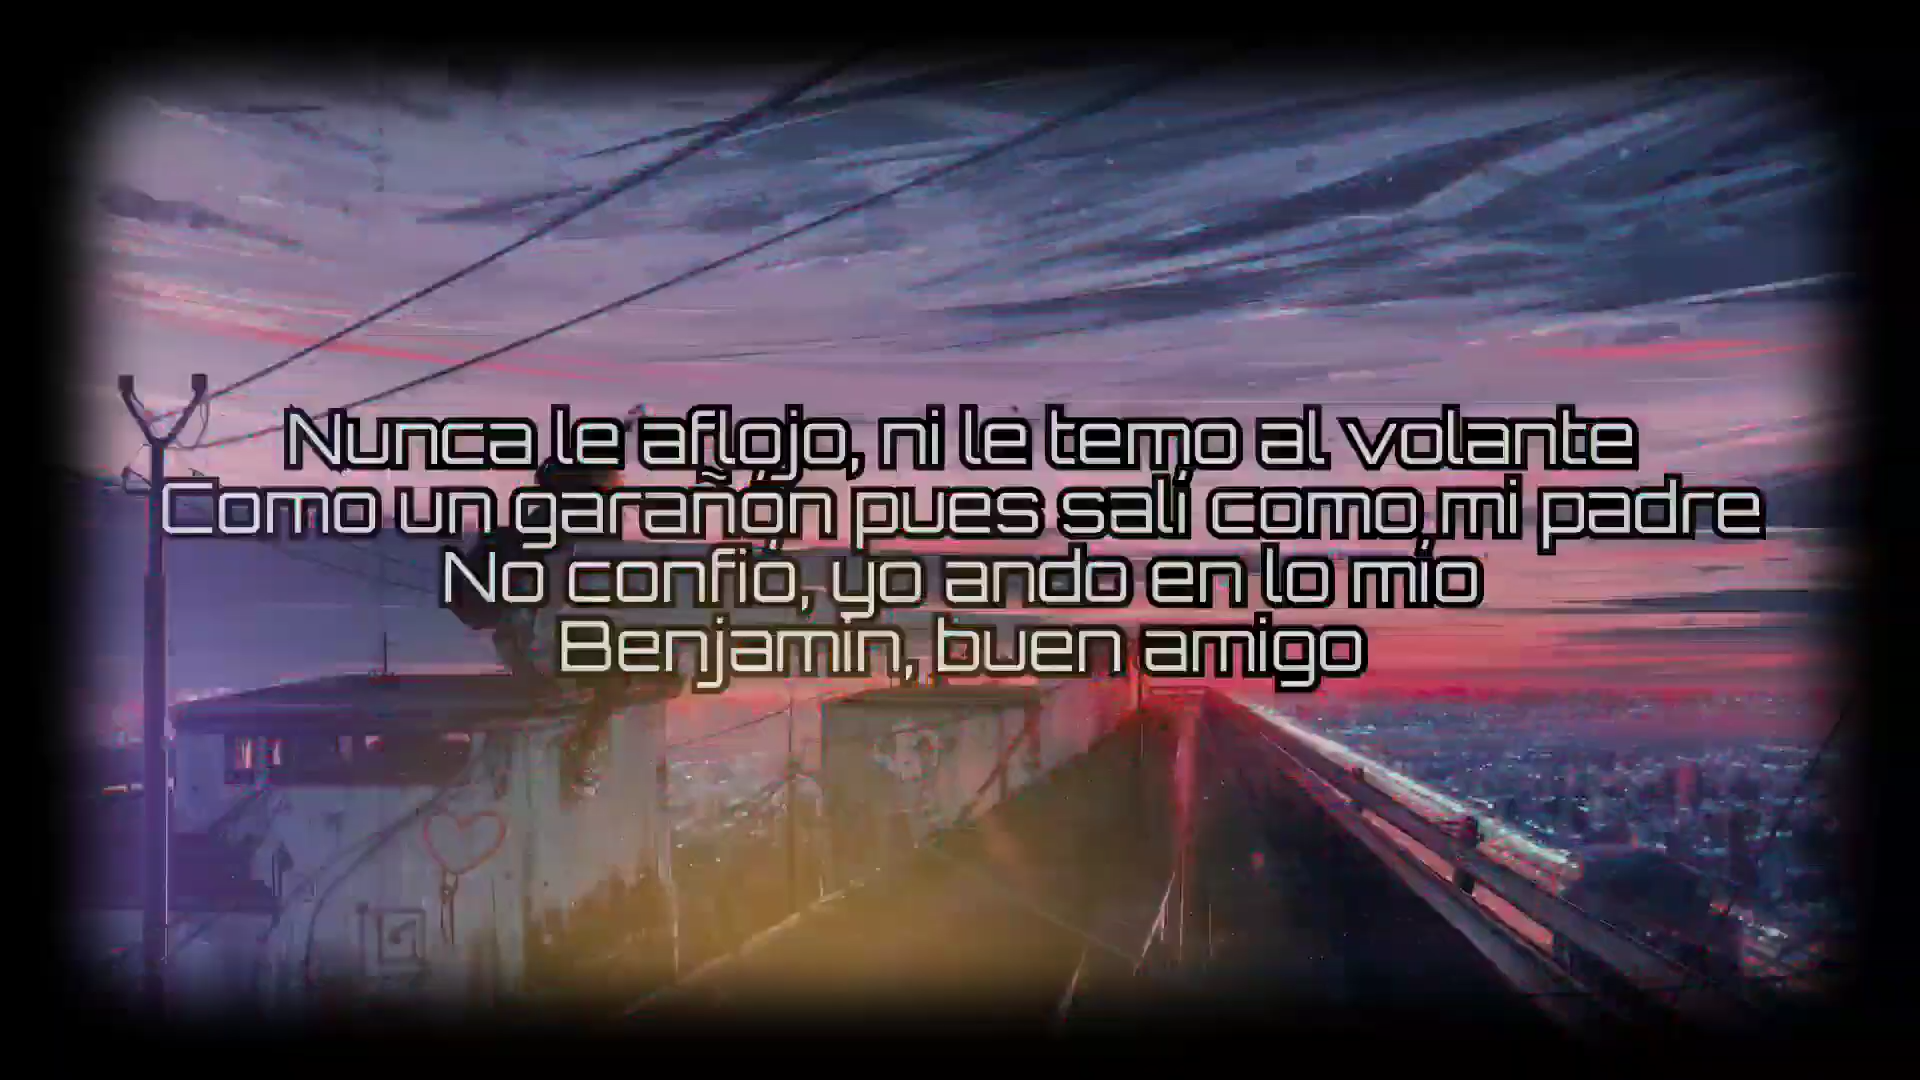 Nunca le aflojo, ni le temo al volante
Como un garañón pues salí como mi padre
No confió, yo ando en lo mío
Benjamín, buen amigo